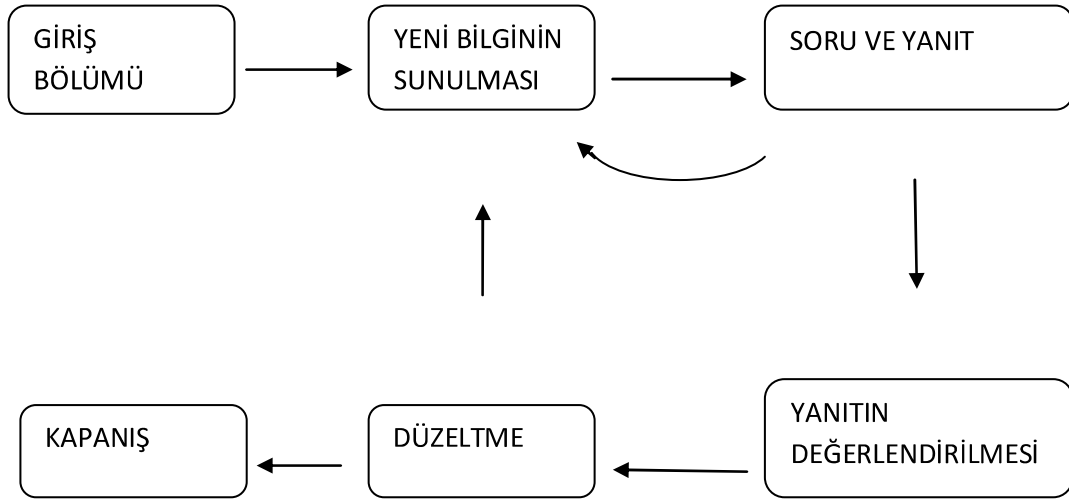 GİRİŞ
BÖLÜMÜ
YENİ BİLGİNİN
SUNULMASI
SORU VE YANIT
KAPANIŞ
DÜZELTME
YANITIN
DEĞERLENDİRİLMESİ